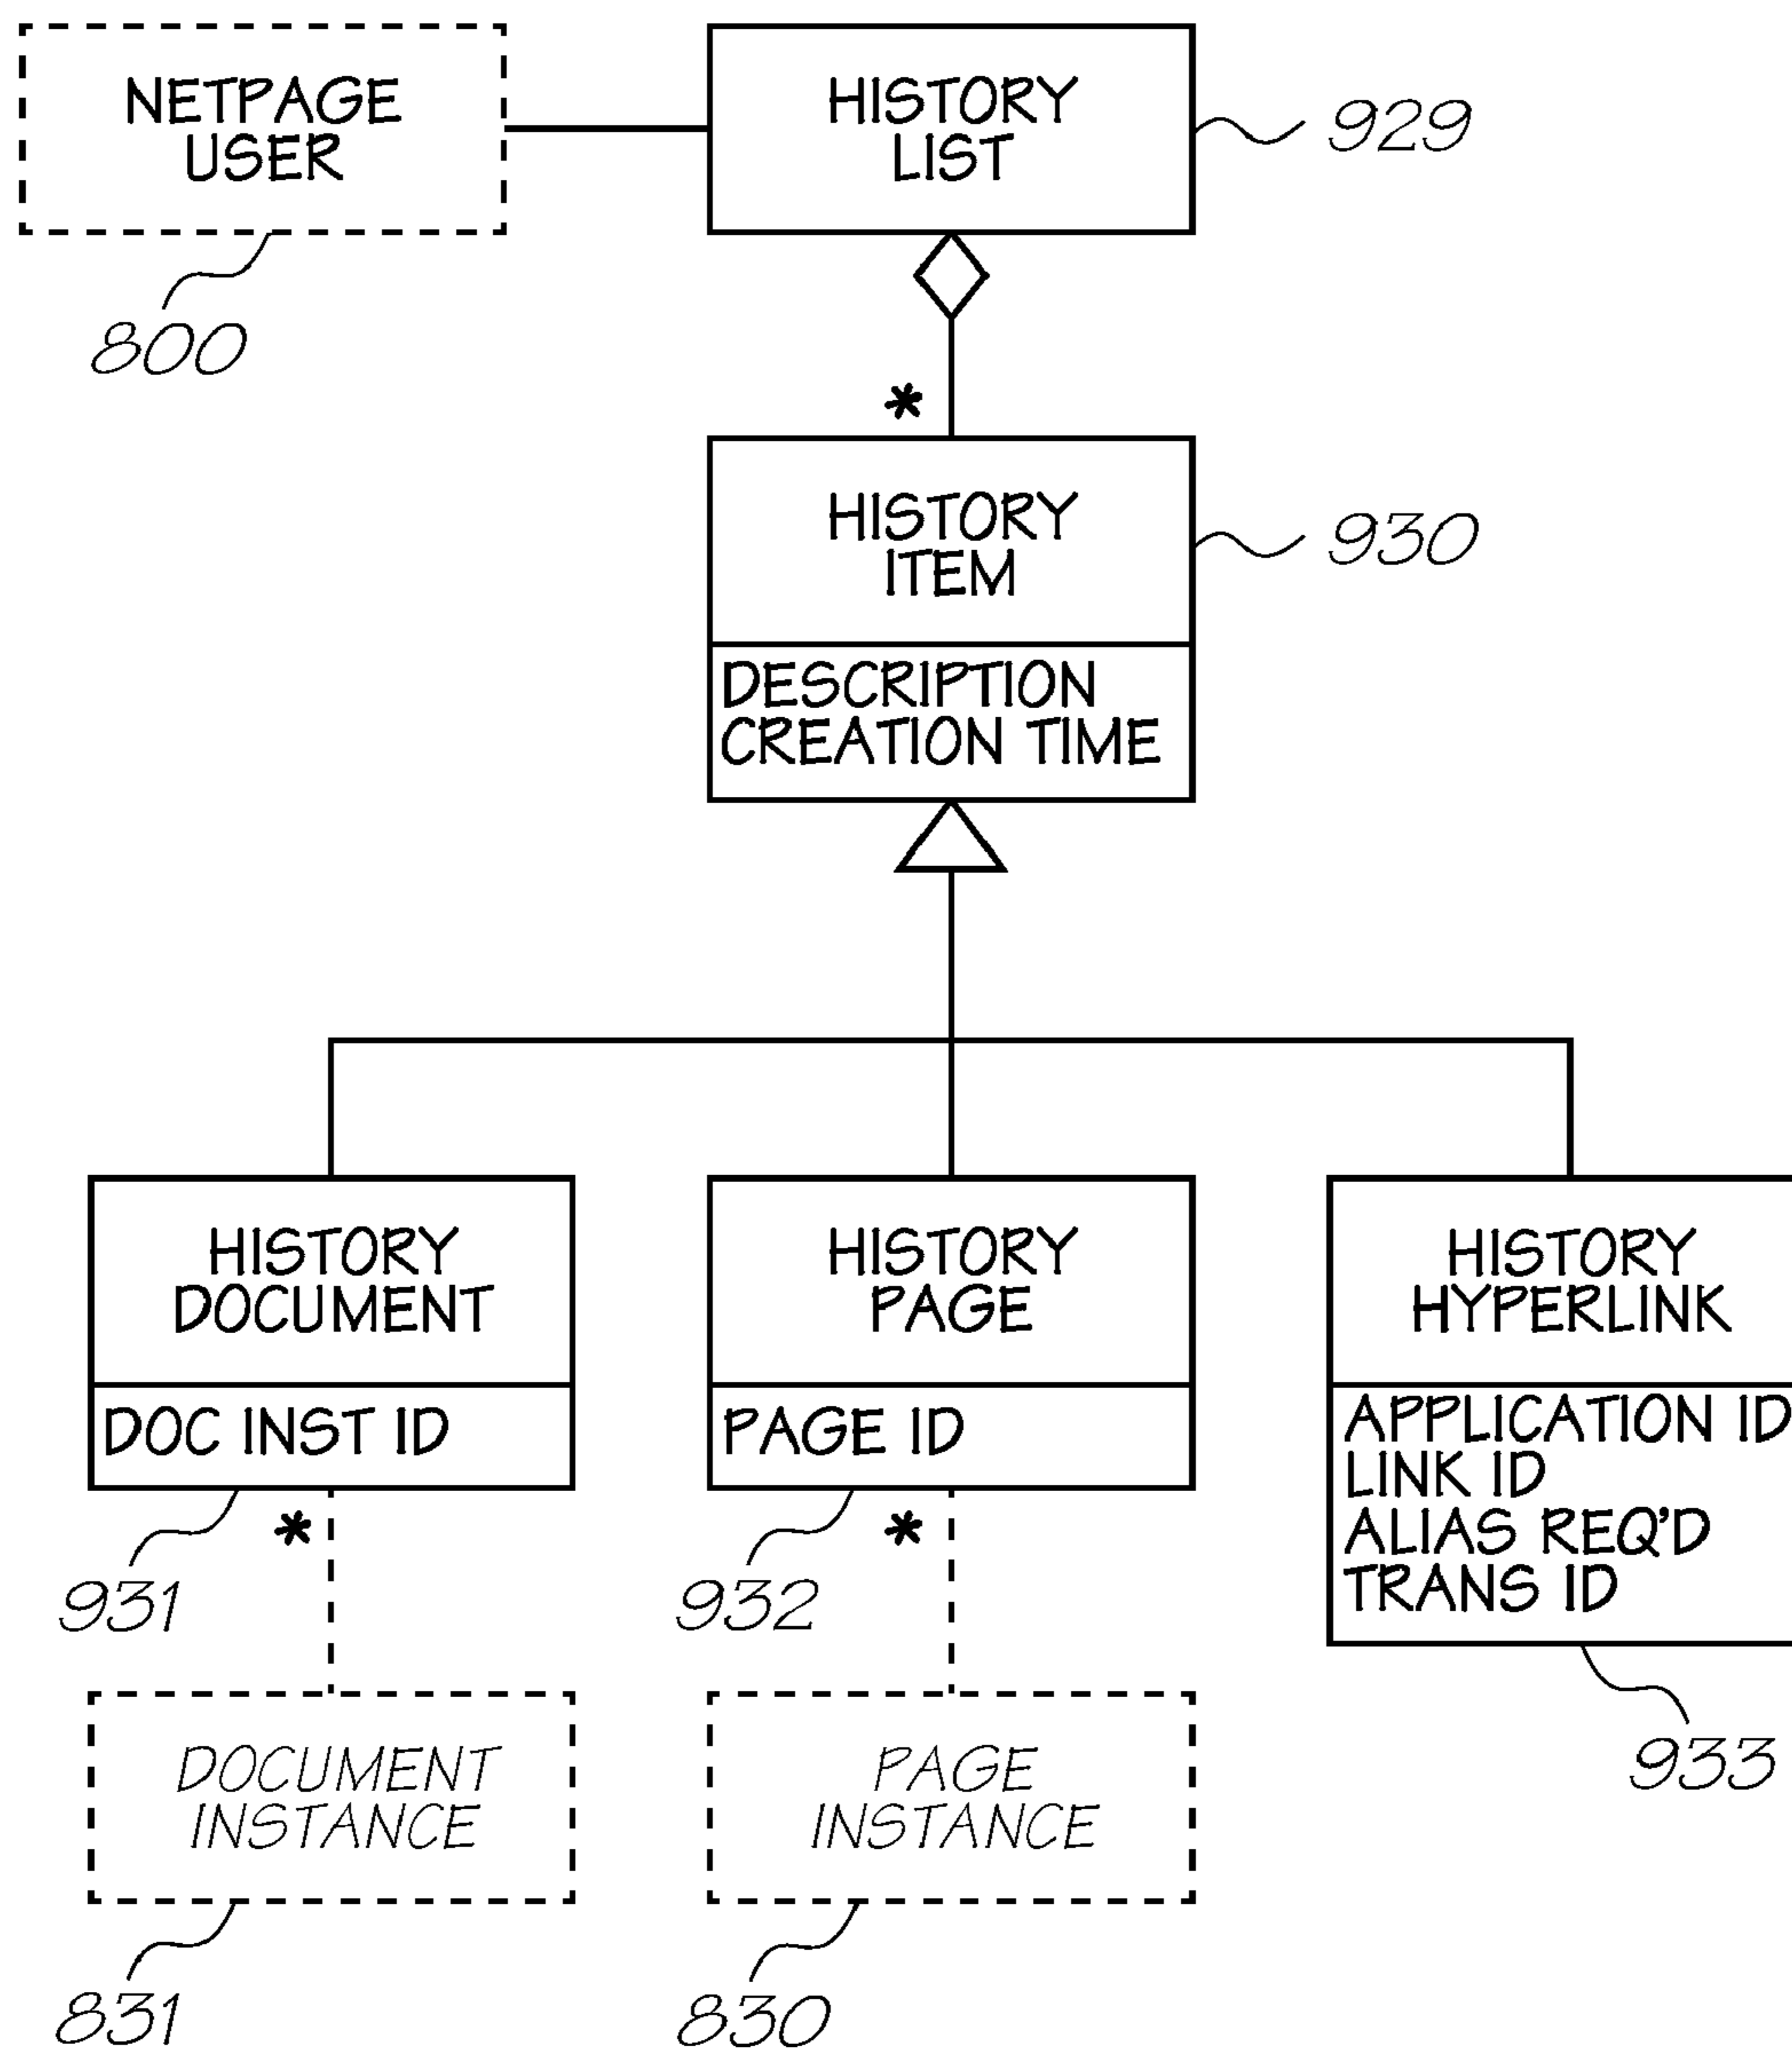 NETPAGE
USER
HISTORY
LIST
929
800
*
HISTORY
ITEM
930
DESCRIPTION
CREATION TIME
HISTORY
DOCUMENT
DOC INST ID
HISTORY
PAGE
PAGE ID
HISTORY
HYPERLINK
APPLICATION ID
LINK ID
ALIAS REQ'D
TRANS ID
*
931
*
932
933
DOCUMENT
INSTANCE
PAGE
INSTANCE
831
830